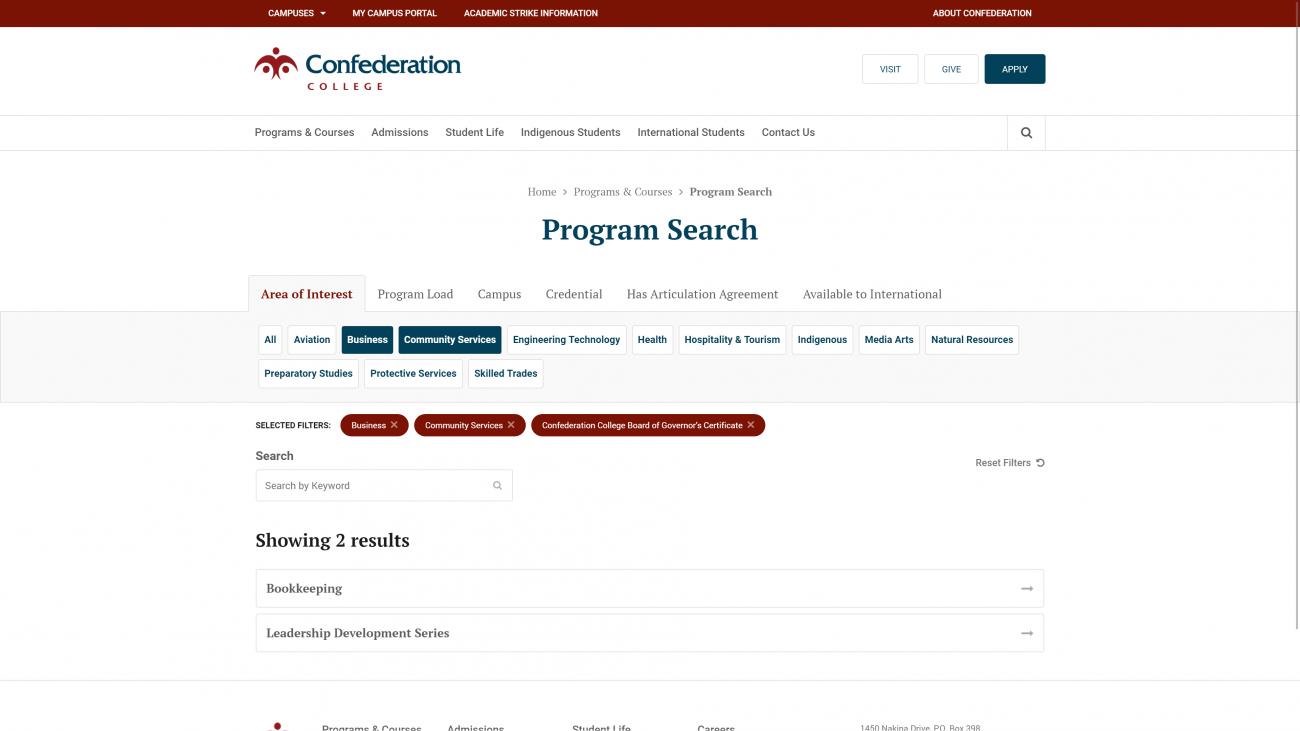 CAMPUSES MY CAMPUS PORTAL ACADEMIC STRIKE INFORMATION ABOUT CONFEDERATION
Confederation
COLLEGE
VISIT GIVE APPLY
Programs & Courses Admissions Student Life Indigenous Students International Students Contact Us
Home > Programs & Courses > Program Search
Program Search
Area of Interest Program Load Campus Credential Has Articulation Agreement Available to International
All Aviation Business Community Services Engineering Technology Health Hospitality & Tourism Indigenous Media Arts Natural Resources
Preparatory Studies Protective Services Skilled Trades
SELECTED FILTERS: Business Community Services Confederation College Board of Governor's Certificate
Search
Reset Filters
Search by Keyword
Showing 2 results
Bookkeeping
Leadership Development Series
Programs & Courses Admissions Student Life Careers 1450 Nakina Drive, P.O. Box 398